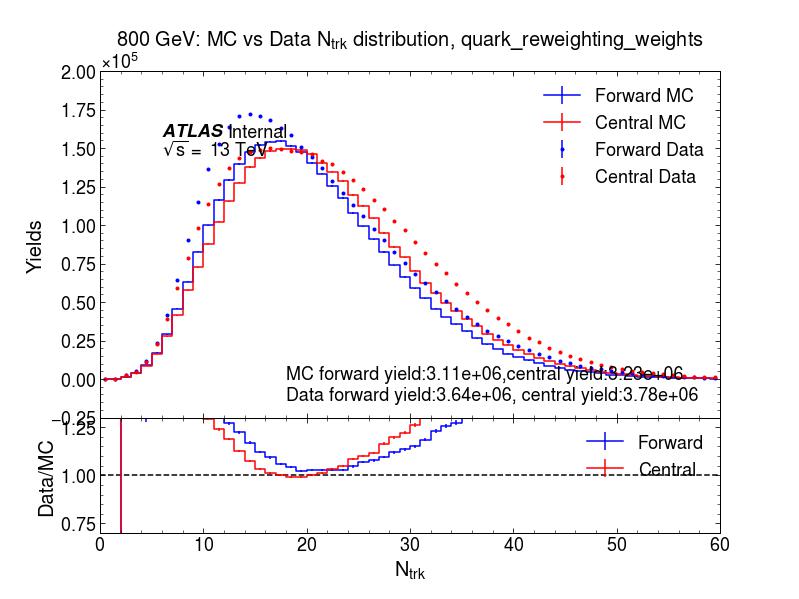 800 GeV: MC vs Data Ntrk distribution, quark_reweighting_weights
×10⁵
2.00
1.75
1.50
1.25
1.00
0.75
0.50
0.25
0.00
−0.25
Yields
ATLAS Internal
√s = 13 TeV
Forward MC
Central MC
Forward Data
Central Data
MC forward yield:3.11e+06,central yield:3.23e+06
Data forward yield:3.64e+06, central yield:3.78e+06
1.25
1.00
0.75
Data/MC
Forward
Central
0 10 20 30 40 50 60
Ntrk